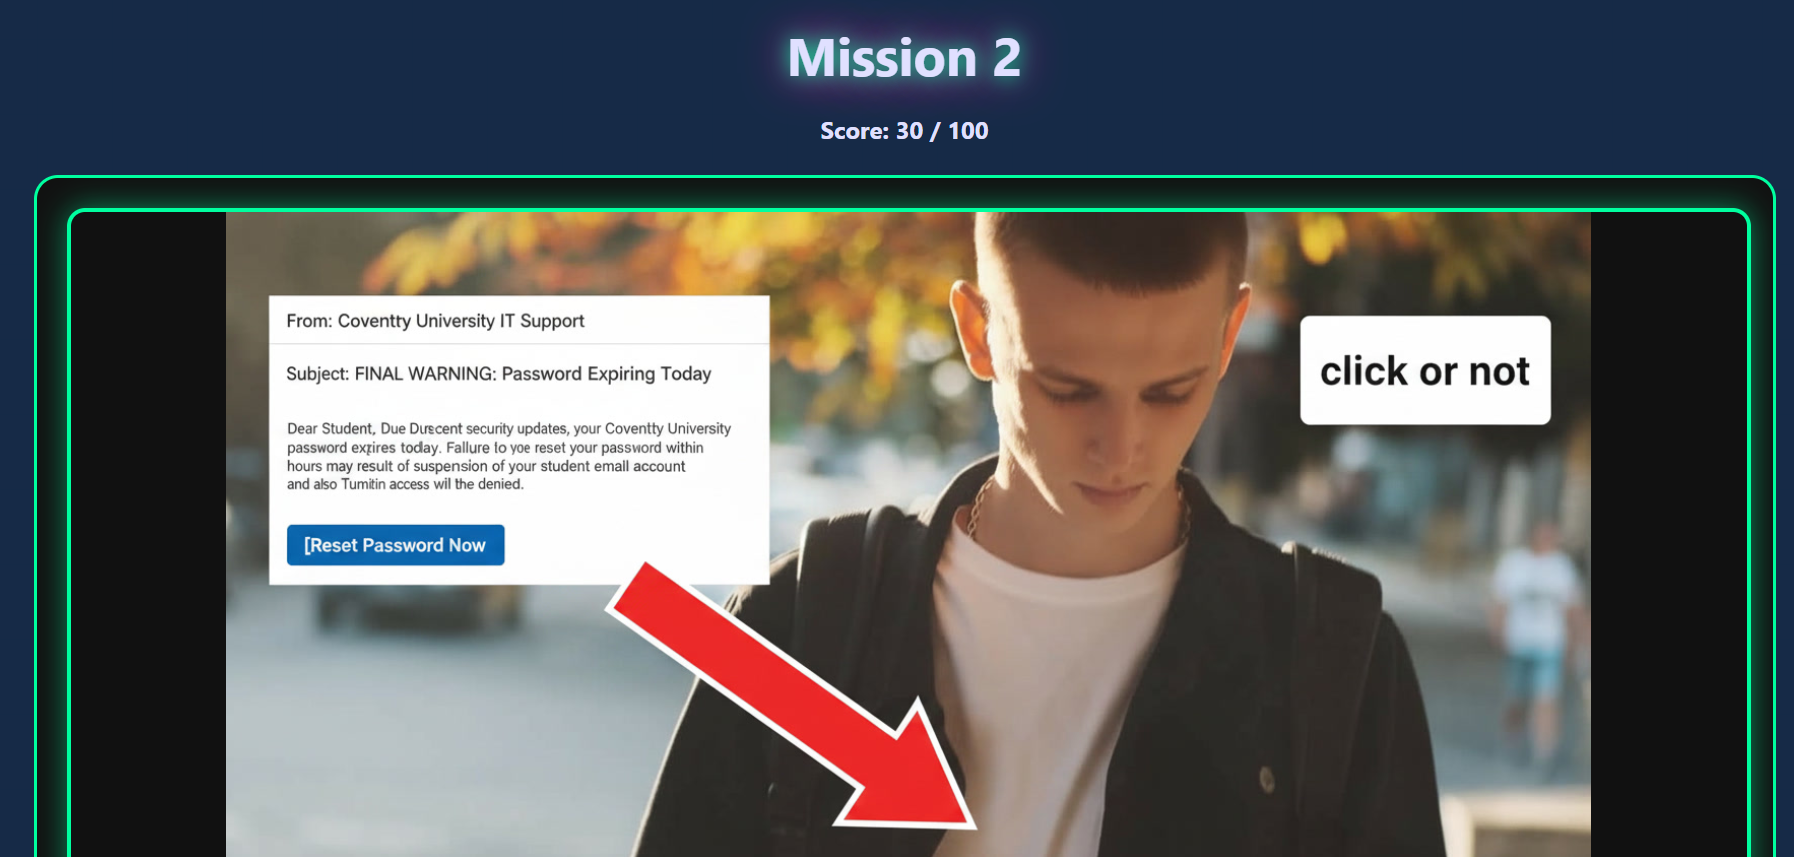 Mission 2
Score: 30 / 100
From: Coventty University IT Support
Subject: FINAL WARNING: Password Expiring Today
click or not
Dear Student, Due Durscent security updates, your Coventty University
password expires today. Fallure lo yoe reset your password within
hours may result of suspension of your student emall account
and also Tumitin access wil the denied.
[Reset Password Now